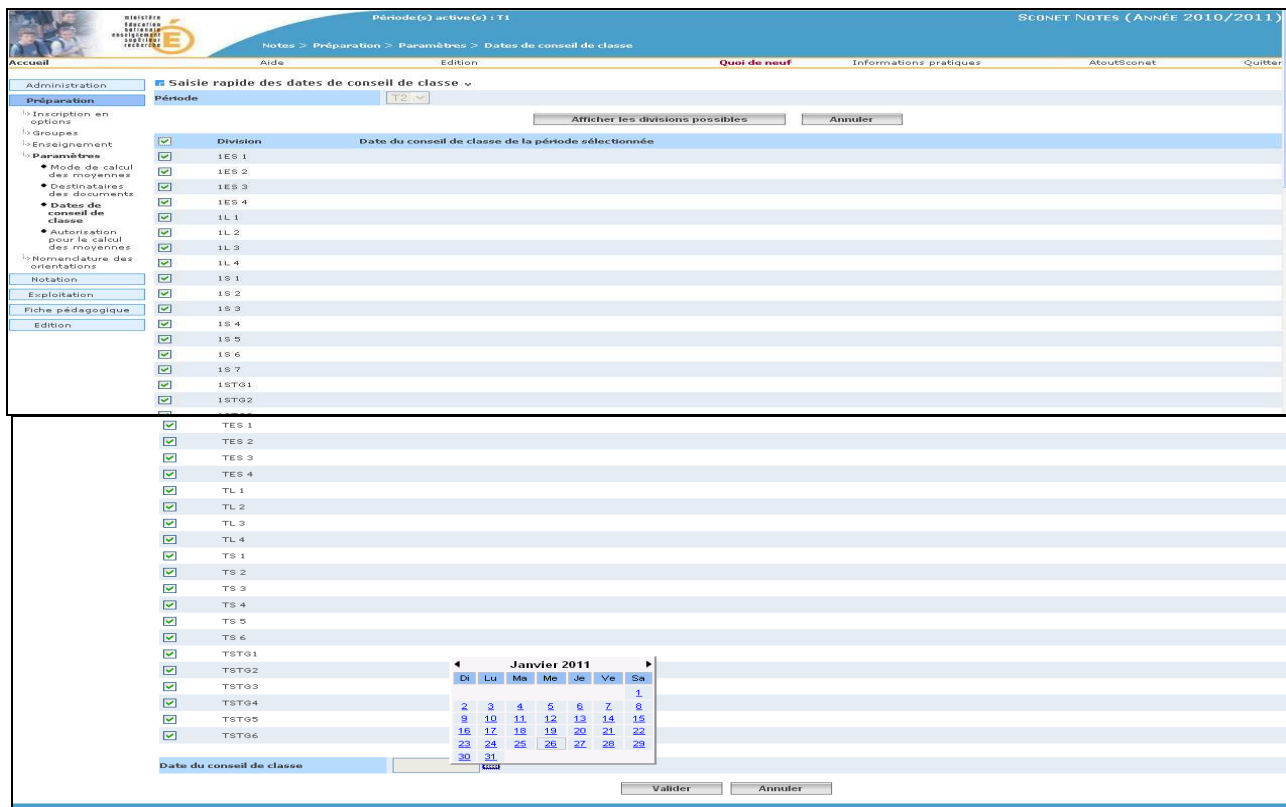 ministère
éducation
nationale
enseignement
supérieur
recherche
Période(s) active(s) : T1
SCONET NOTES (ANNÉE 2010/2011)
Notes > Préparation > Paramètres > Dates de conseil de classe
Accueil Aide Edition Quoi de neuf Informations pratiques AtoutSconet Quitter
Administration
Préparation
Inscription en
options
Groupes
Enseignement
Paramètres
Mode de calcul
des moyennes
Destinataires
des documents
Dates de
conseil de
classe
Autorisation
pour le calcul
des moyennes
Nomenclature des
orientations
Notation
Exploitation
Fiche pédagogique
Edition
Saisie rapide des dates de conseil de classe
Période T2
Afficher les divisions possibles Annuler
Division Date du conseil de classe de la période sélectionnée
1ES 1
1ES 2
1ES 3
1ES 4
1L 1
1L 2
1L 3
1L 4
1S 1
1S 2
1S 3
1S 4
1S 5
1S 6
1S 7
1STG1
1STG2
TES 1
TES 2
TES 3
TES 4
TL 1
TL 2
TL 3
TL 4
TS 1
TS 2
TS 3
TS 4
TS 5
TS 6
TSTG1
TSTG2
TSTG3
TSTG4
TSTG5
TSTG6
Janvier 2011
Di Lu Ma Me Je Ve Sa
1
2 3 4 5 6 7 8
9 10 11 12 13 14 15
16 17 18 19 20 21 22
23 24 25 26 27 28 29
30 31
Date du conseil de classe
Valider Annuler